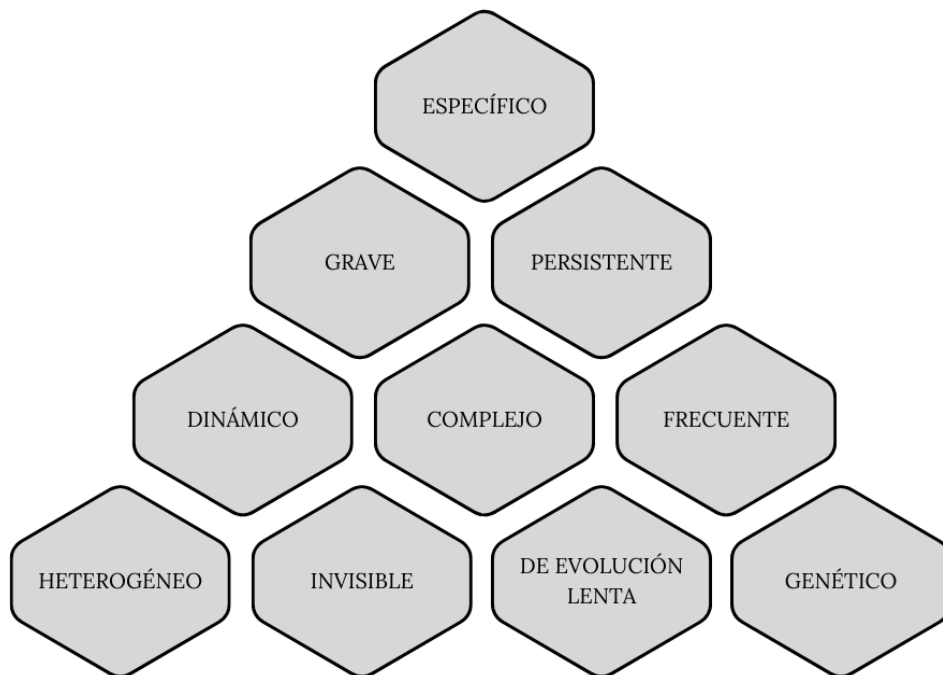 ESPECÍFICO
GRAVE
PERSISTENTE
DINÁMICO
COMPLEJO
FRECUENTE
HETEROGÉNEO
INVISIBLE
DE EVOLUCIÓN
LENTA
GENÉTICO